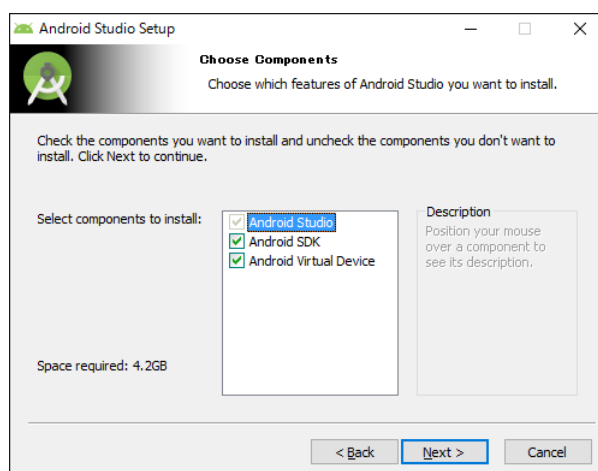 Android Studio Setup
Choose Components
Choose which features of Android Studio you want to install.
Check the components you want to install and uncheck the components you don't want to
install. Click Next to continue.
Select components to install:
Android Studio
Android SDK
Android Virtual Device
Description
Position your mouse
over a component to
see its description.
Space required: 4.2GB
< Back
Next >
Cancel